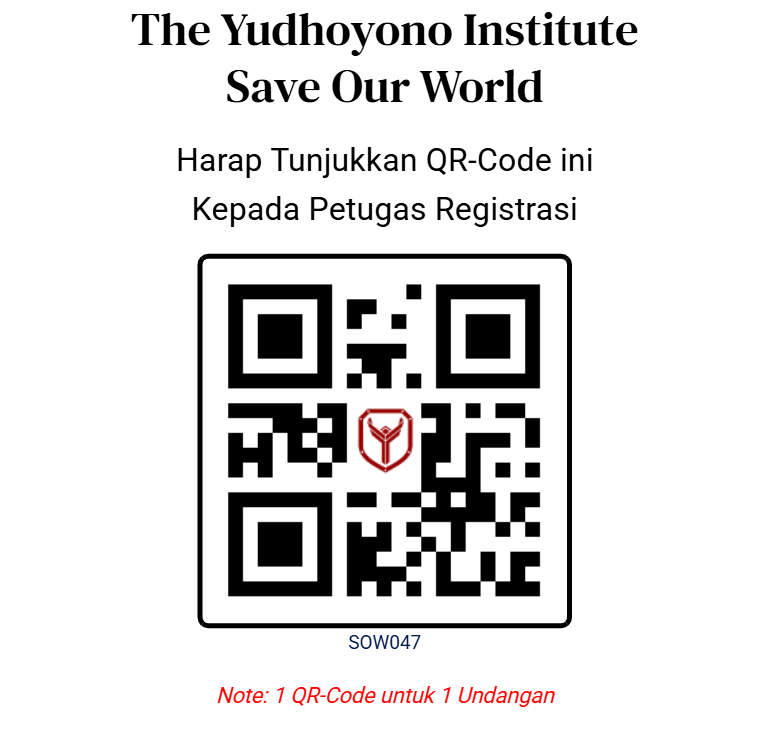 The Yudhoyono Institute
Save Our World
Harap Tunjukkan QR-Code ini
Kepada Petugas Registrasi
SOW047
Note: 1 QR-Code untuk 1 Undangan